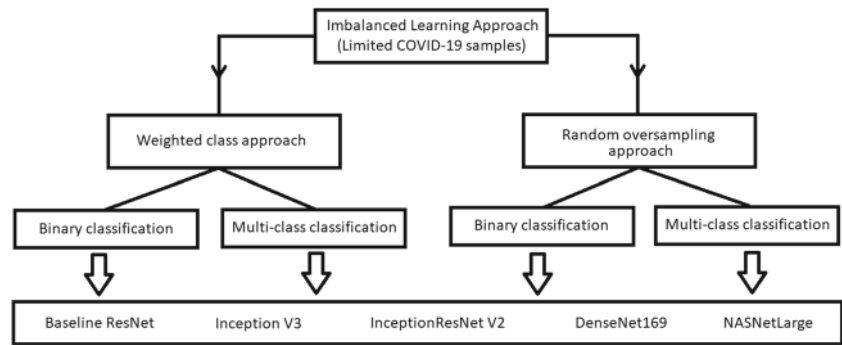 Imbalanced Learning Approach
(Limited COVID-19 samples)
Weighted class approach
Random oversampling
approach
Binary classification
Multi-class classification
Binary classification
Multi-class classification
Baseline ResNet Inception V3 InceptionResNet V2 DenseNet169 NASNetLarge